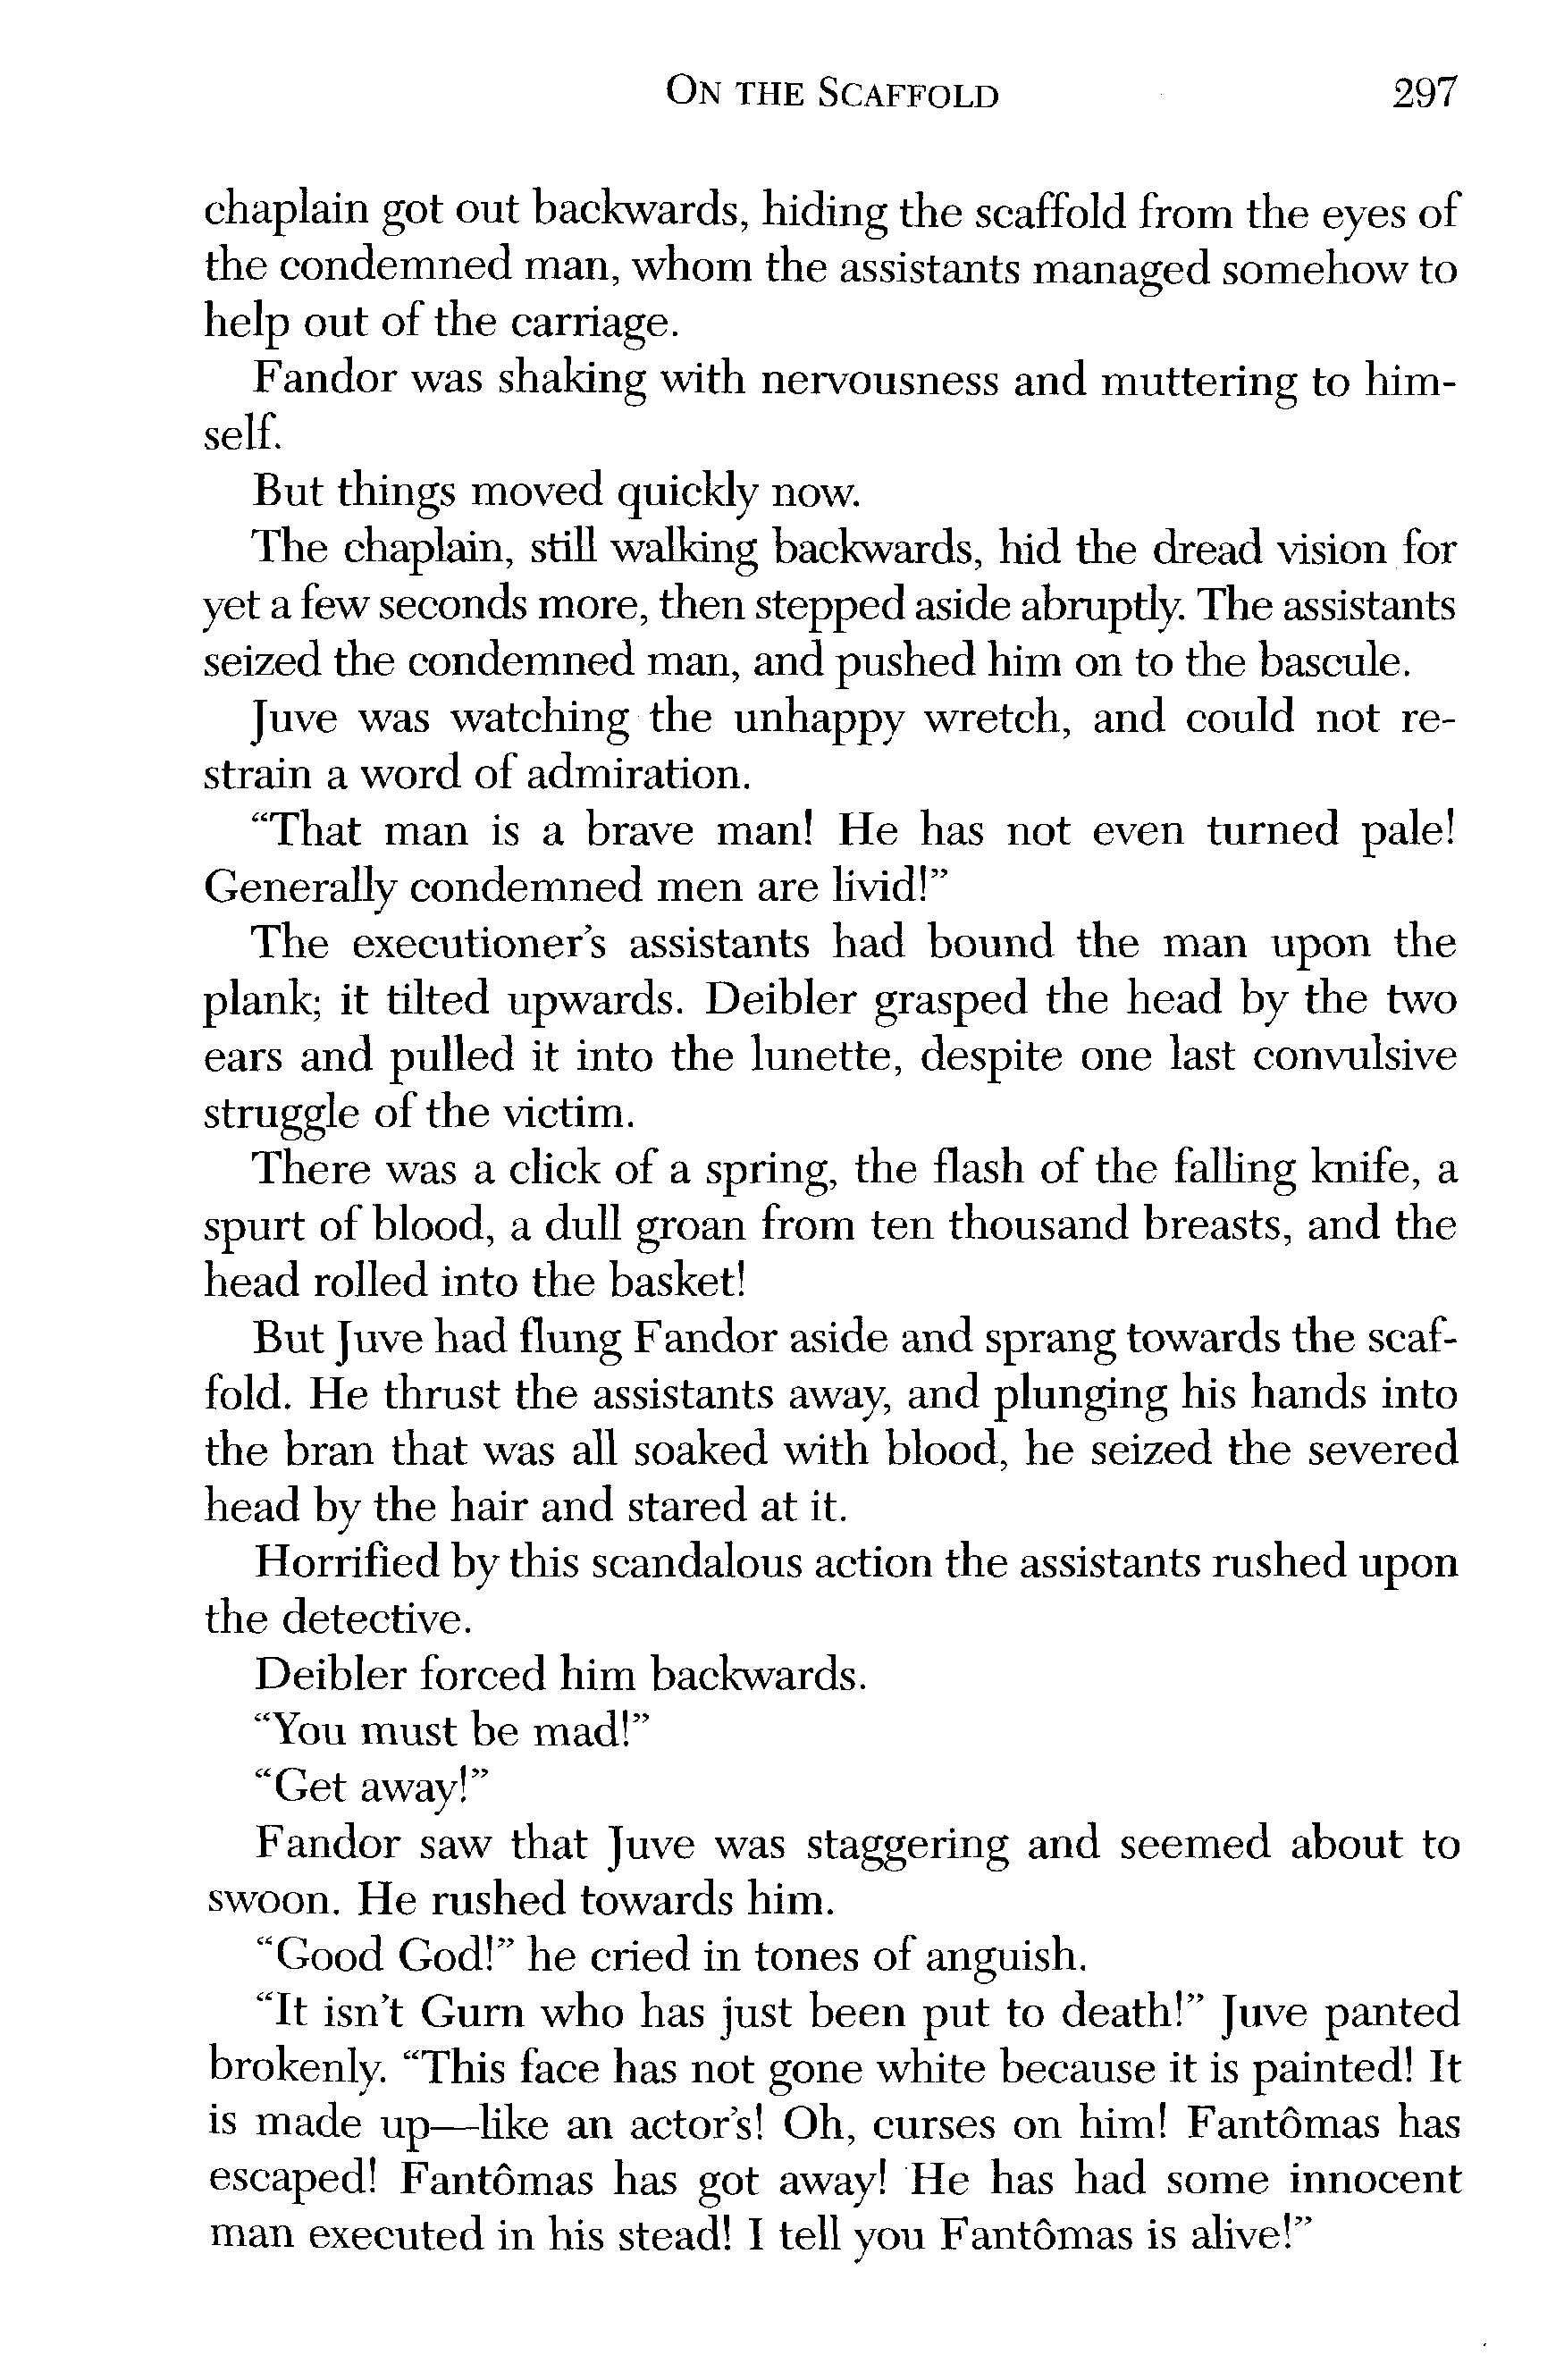 ON THE SCAFFOLD 297
chaplain got out backwards, hiding the scaffold from the eyes of
the condemned man, whom the assistants managed somehow to
help out of the carriage.
Fandor was shaking with nervousness and muttering to him-
self.
But things moved quickly now.
The chaplain, still walking backwards, hid the dread vision for
yet a few seconds more, then stepped aside abruptly. The assistants
seized the condemned man, and pushed him on to the bascule.
Juve was watching the unhappy wretch, and could not re-
strain a word of admiration.
“That man is a brave man! He has not even turned pale!
Generally condemned men are livid!”
The executioner’s assistants had bound the man upon the
plank; it tilted upwards. Deibler grasped the head by the two
ears and pulled it into the lunette, despite one last convulsive
struggle of the victim.
There was a click of a spring, the flash of the falling knife, a
spurt of blood, a dull groan from ten thousand breasts, and the
head rolled into the basket!
But Juve had flung Fandor aside and sprang towards the scaf-
fold. He thrust the assistants away, and plunging his hands into
the bran that was all soaked with blood, he seized the severed
head by the hair and stared at it.
Horrified by this scandalous action the assistants rushed upon
the detective.
Deibler forced him backwards.
“You must be mad!”
“Get away!”
Fandor saw that Juve was staggering and seemed about to
swoon. He rushed towards him.
“Good God!” he cried in tones of anguish.
“It isn’t Gurn who has just been put to death!” Juve panted
brokenly. “This face has not gone white because it is painted! It
is made up—like an actor’s! Oh, curses on him! Fantômas has
escaped! Fantômas has got away! He has had some innocent
man executed in his stead! I tell you Fantômas is alive!”